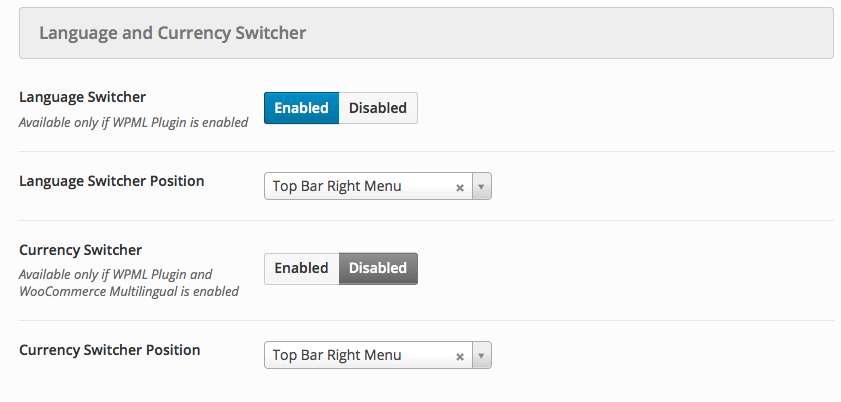 Language and Currency Switcher
Language Switcher
Enabled Disabled
Available only if WPML Plugin is enabled
Language Switcher Position
Top Bar Right Menu
Currency Switcher
Enabled Disabled
Available only if WPML Plugin and
WooCommerce Multilingual is enabled
Currency Switcher Position
Top Bar Right Menu